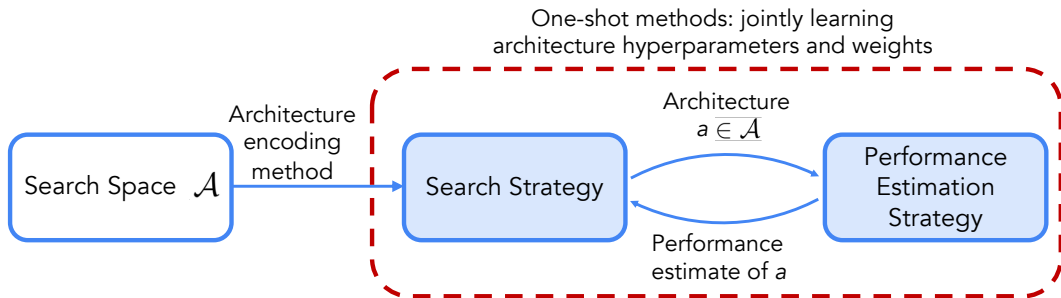 One-shot methods: jointly learning
architecture hyperparameters and weights
Architecture
encoding
method
Search Space 𝒜
Search Strategy
Architecture
a ∈ 𝒜
Performance
estimate of a
Performance
Estimation
Strategy